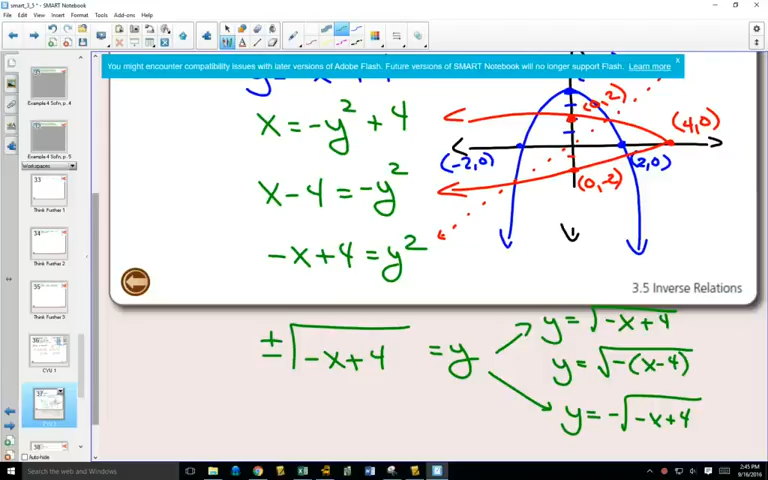 smart_3_5 *- SMART Notebook
File Edit View Insert Format Tools Add-ons Help
You might encounter compatibility issues with later versions of Adobe Flash. Future versions of SMART Notebook will no longer support Flash. Learn more
x
Example 4 Sol'n, p. 4
Example 4 Sol'n, p. 5
Workspaces
33
Think Further 1
34
Think Further 2
35
Think Further 3
36
CYU 1
37
38
Auto-hide
x = -y² + 4
x - 4 = -y²
-x + 4 = y²
(0, 2)
(4, 0)
(-2, 0)
(2, 0)
(0, -2)
3.5 Inverse Relations
±√-x + 4 = y
y = √-x + 4
y = √-(x - 4)
y = -√-x + 4
Search the web and Windows
2:45 PM
9/16/2016